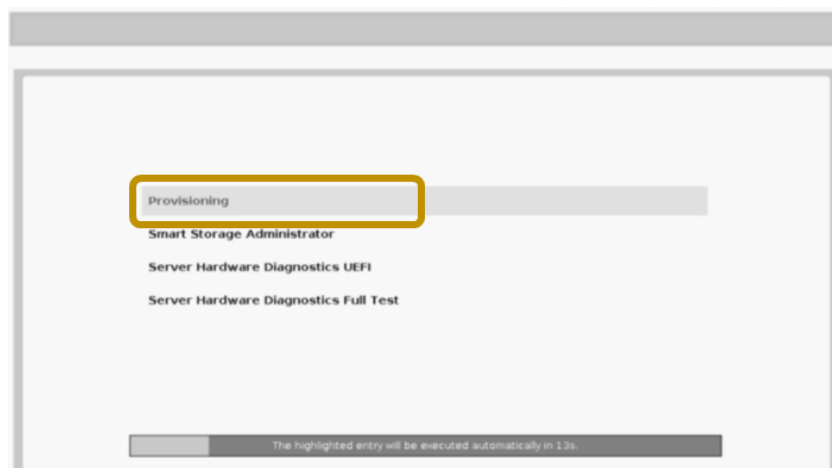 Provisioning
Smart Storage Administrator
Server Hardware Diagnostics UEFI
Server Hardware Diagnostics Full Test
The highlighted entry will be executed automatically in 13s.